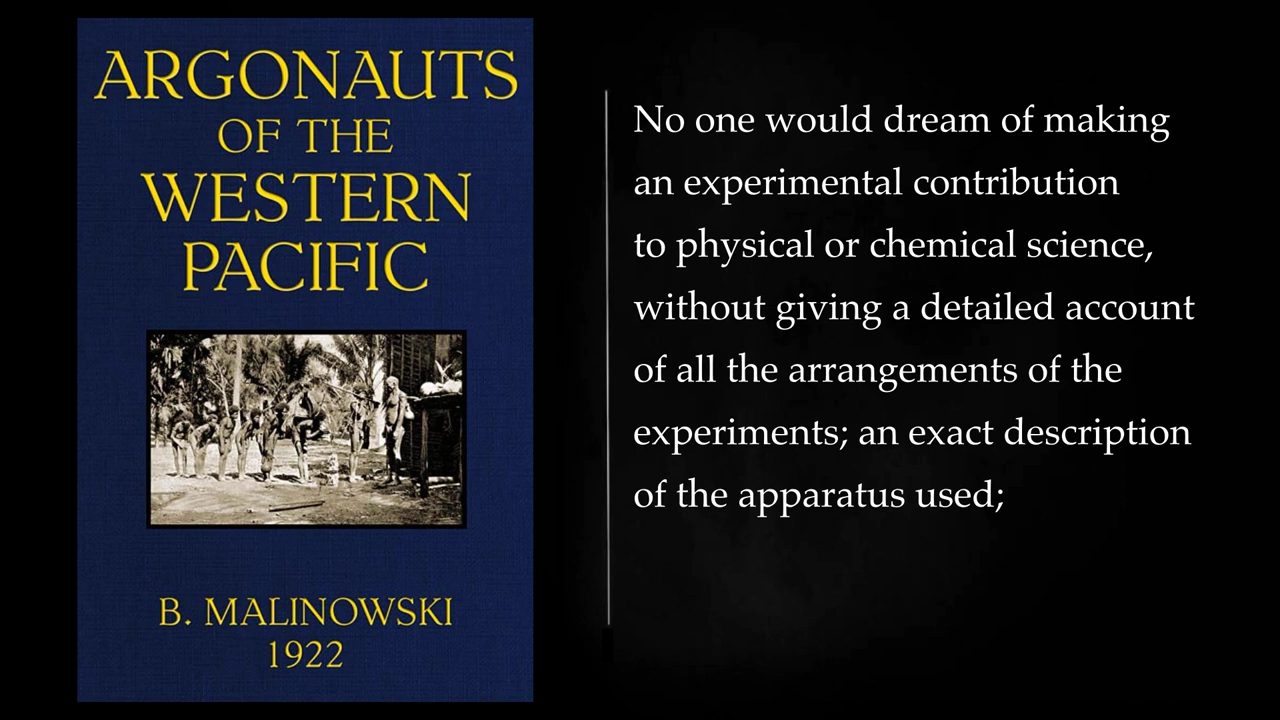 ARGONAUTS
OF THE
WESTERN
PACIFIC
B. MALINOWSKI
1922
No one would dream of making
an experimental contribution
to physical or chemical science,
without giving a detailed account
of all the arrangements of the
experiments; an exact description
of the apparatus used;